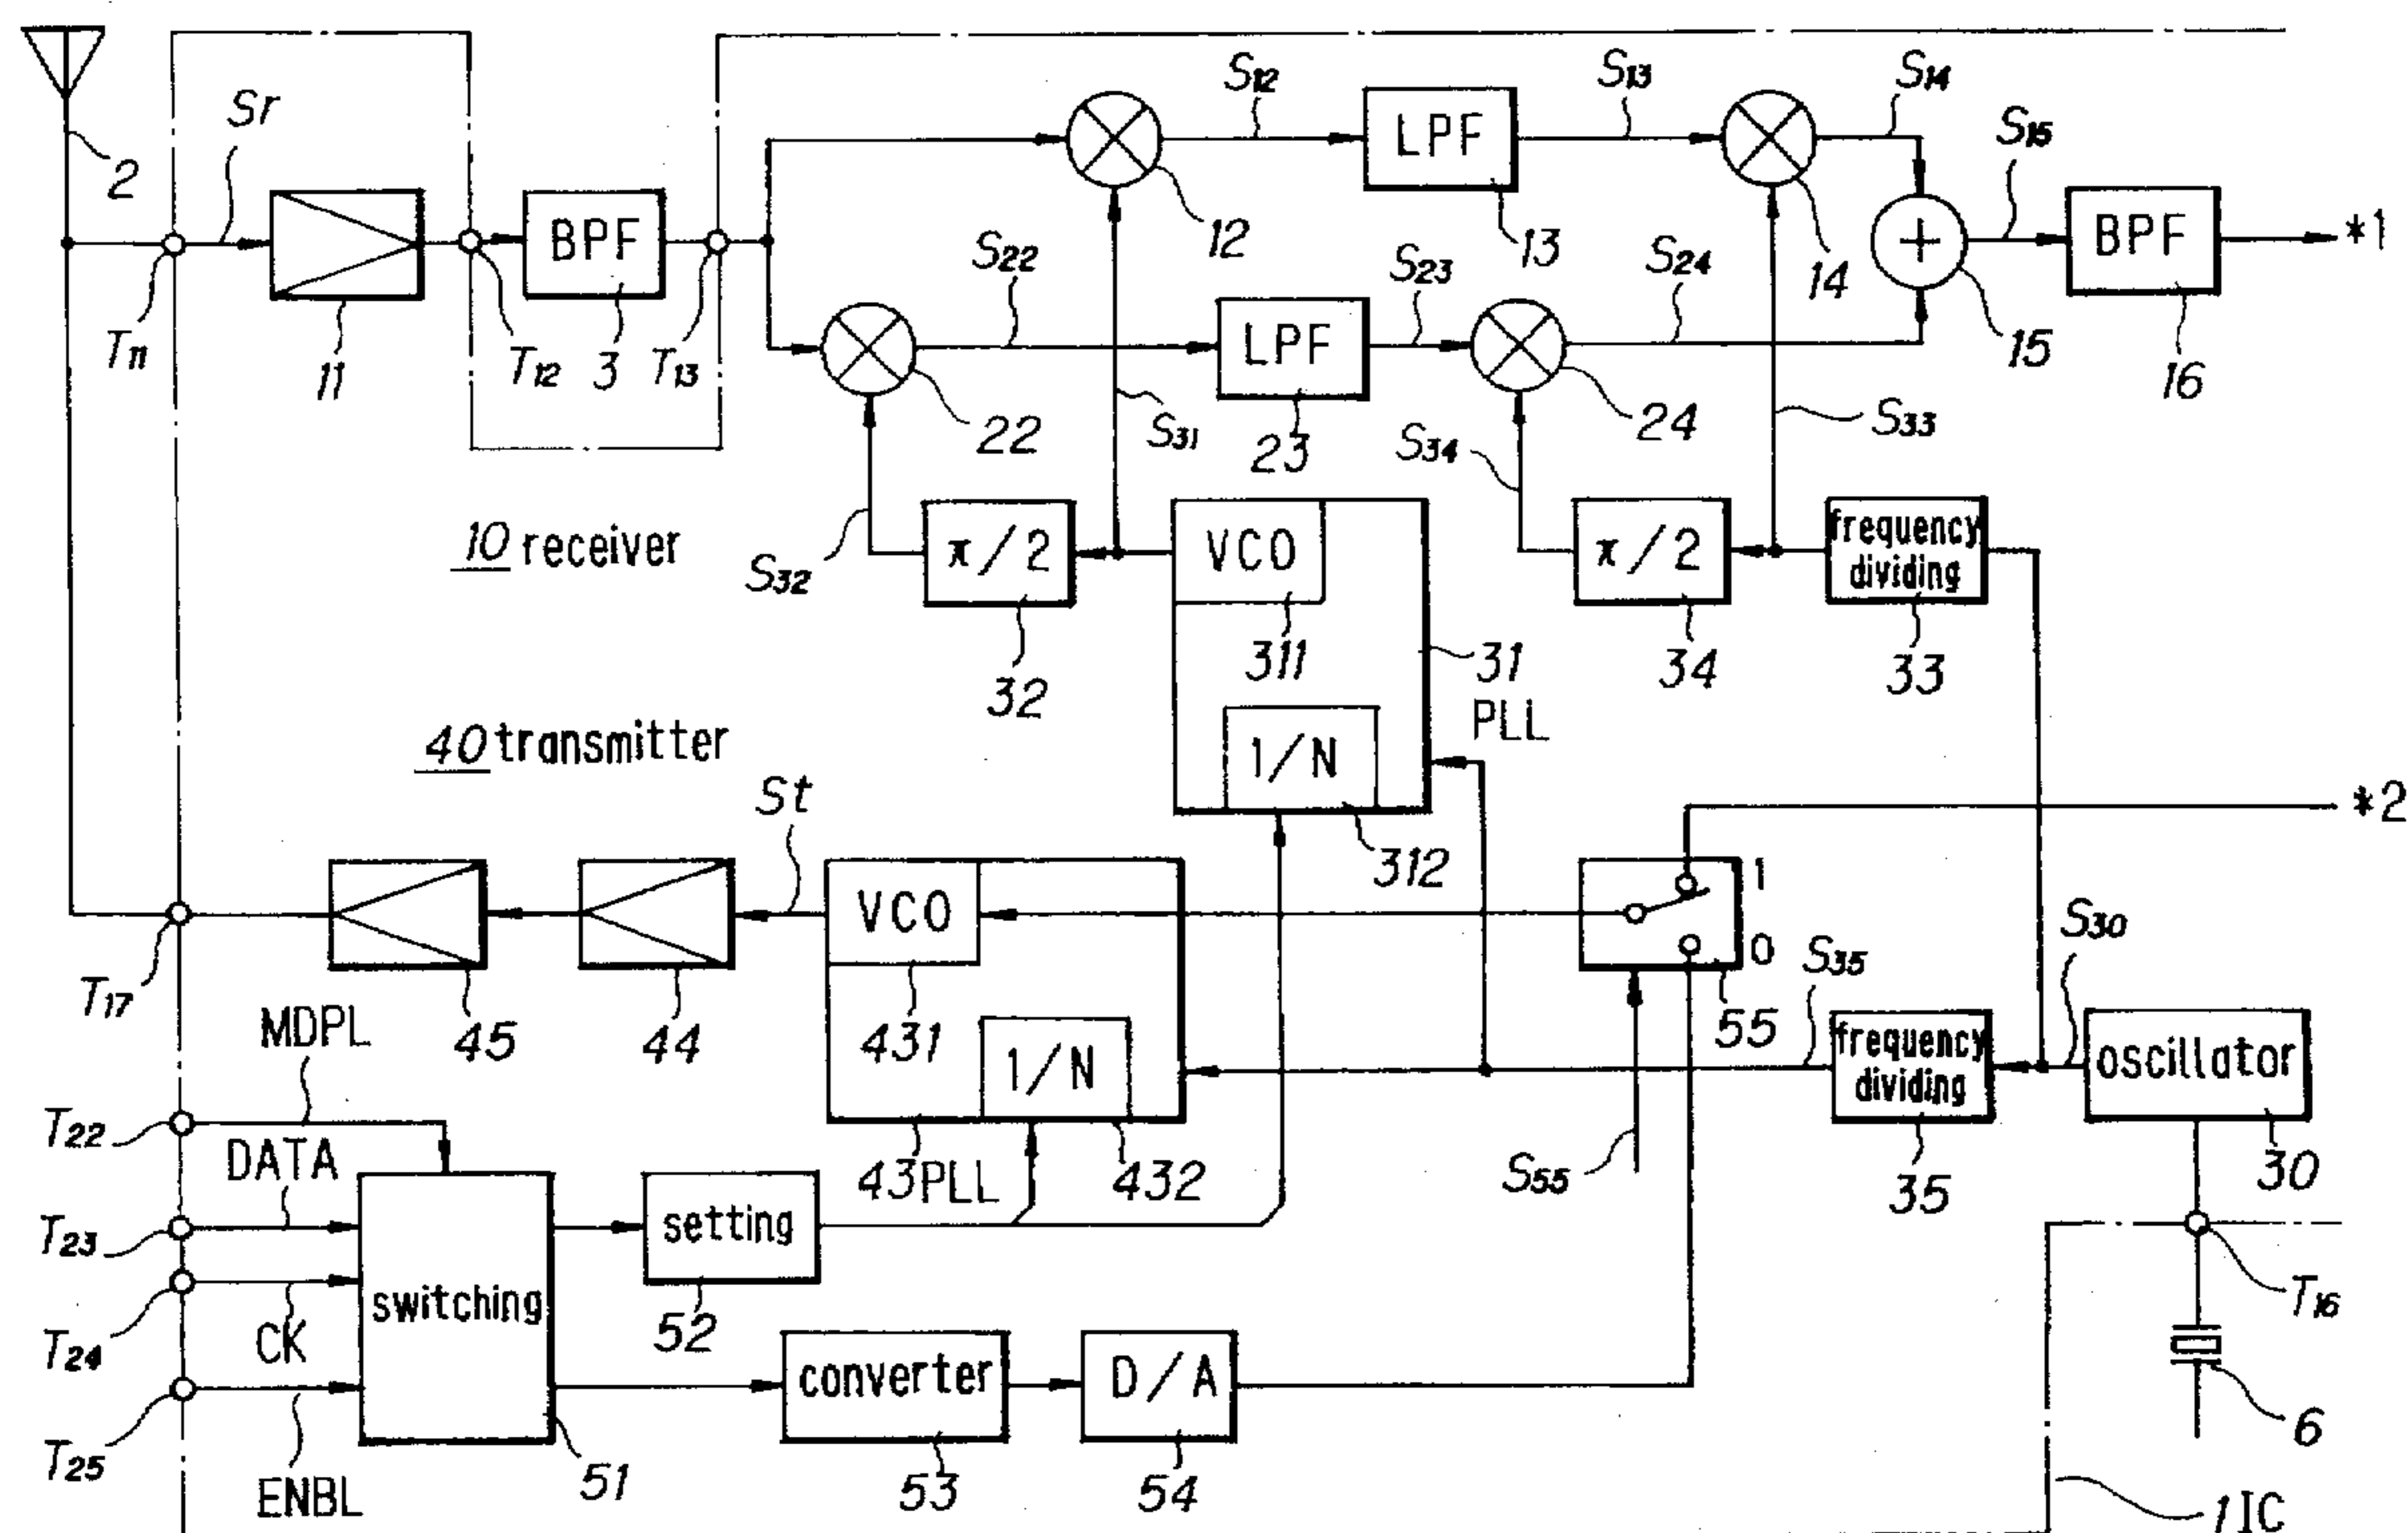 S12
S13
S14
S15
Sr
2
LPF
12
13
14
BPF
3
BPF
*1
S22
S23
S24
15
16
T11
11
T12
T13
LPF
22
23
24
S31
S33
S34
10 receiver
S32
π/2
32
VCO
311
31
PLL
π/2
34
frequency
dividing
33
1/N
312
40 transmitter
St
*2
VCO
431
1
0
55
S35
S30
T17
45
44
1/N
43PLL
432
S55
frequency
dividing
35
oscillator
30
MDPL
T22
DATA
T23
CK
T24
ENBL
T25
switching
51
setting
52
converter
53
D/A
54
T16
6
1 IC